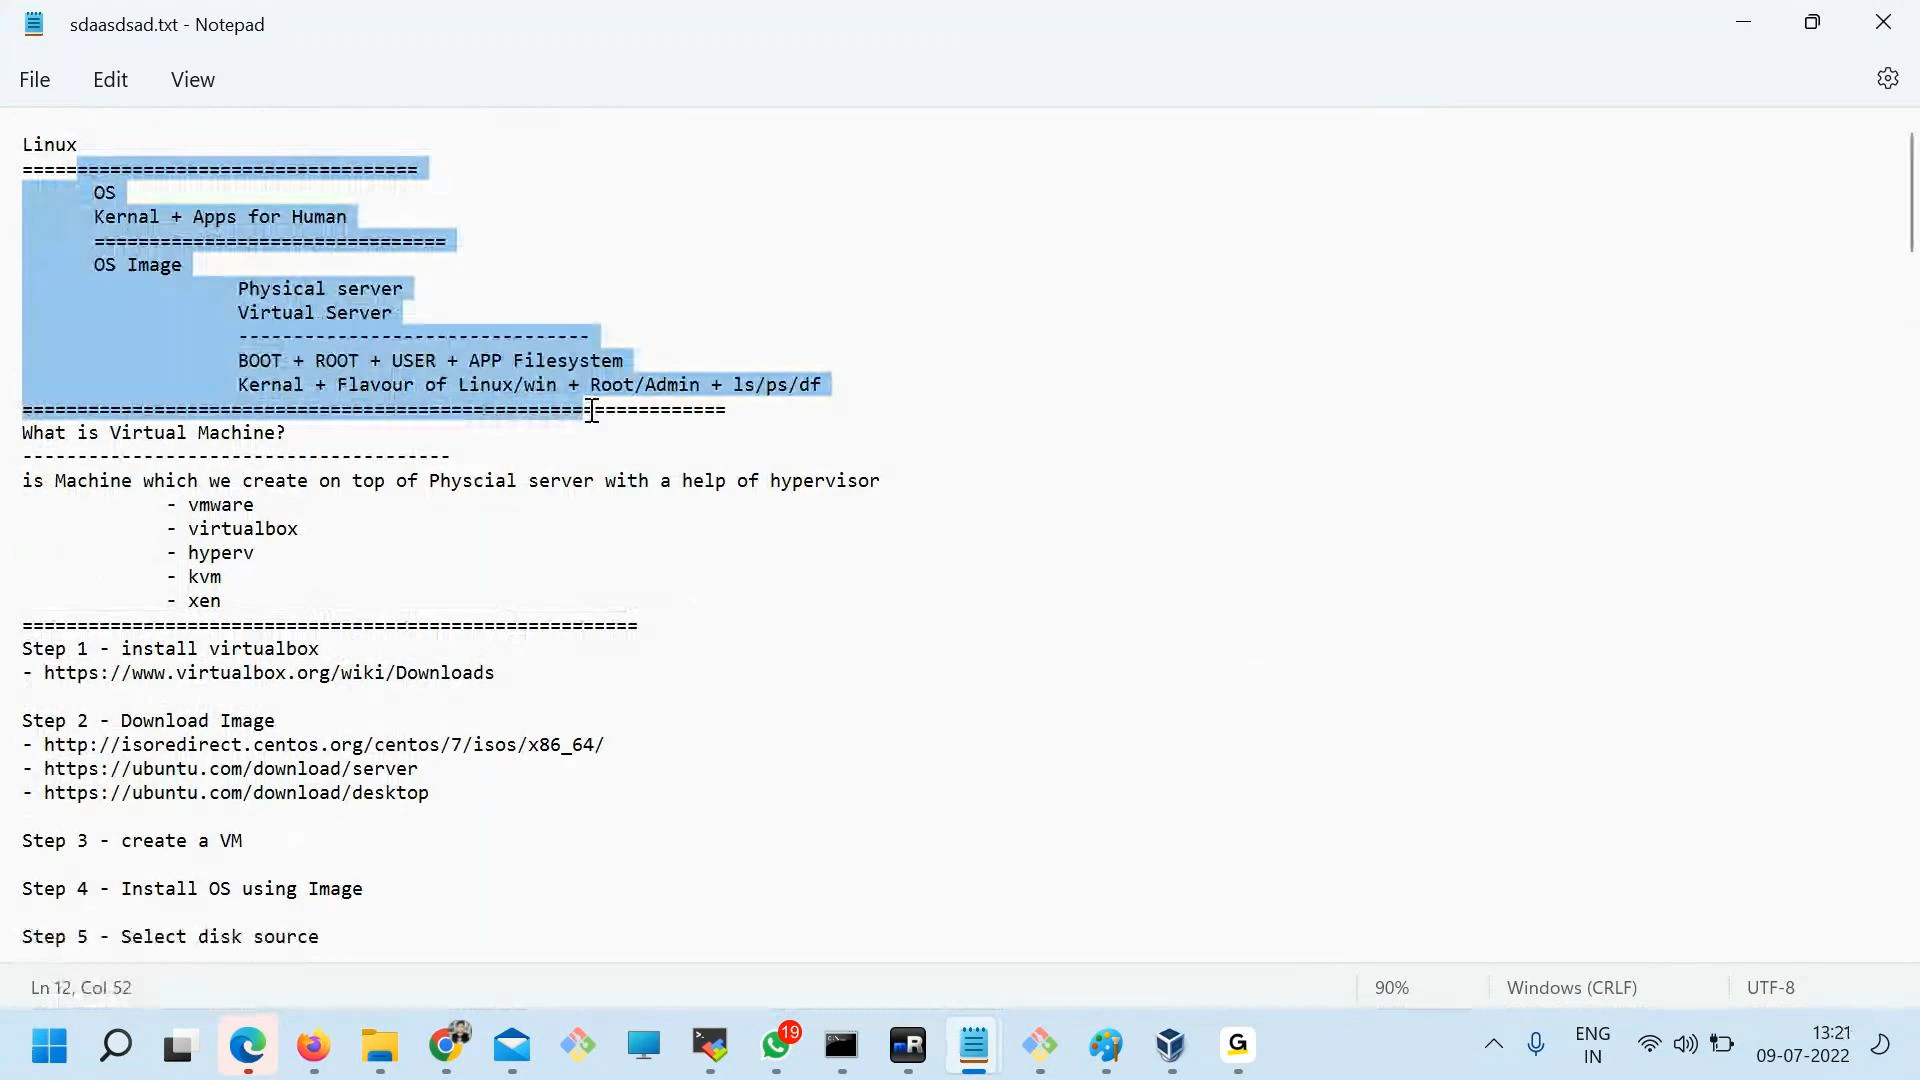 sdaasdsad.txt - Notepad
File Edit View
Linux
====================================
OS
Kernal + Apps for Human
================================
OS Image
Physical server
Virtual Server
--------------------------------
BOOT + ROOT + USER + APP Filesystem
Kernal + Flavour of Linux/win + Root/Admin + ls/ps/df
================================================================
What is Virtual Machine?
---------------------------------------
is Machine which we create on top of Physcial server with a help of hypervisor
- vmware
- virtualbox
- hyperv
- kvm
- xen
========================================================
Step 1 - install virtualbox
- https://www.virtualbox.org/wiki/Downloads
Step 2 - Download Image
- http://isoredirect.centos.org/centos/7/isos/x86_64/
- https://ubuntu.com/download/server
- https://ubuntu.com/download/desktop
Step 3 - create a VM
Step 4 - Install OS using Image
Step 5 - Select disk source
Ln 12, Col 52 90% Windows (CRLF) UTF-8
19
ENG
IN
13:21
09-07-2022